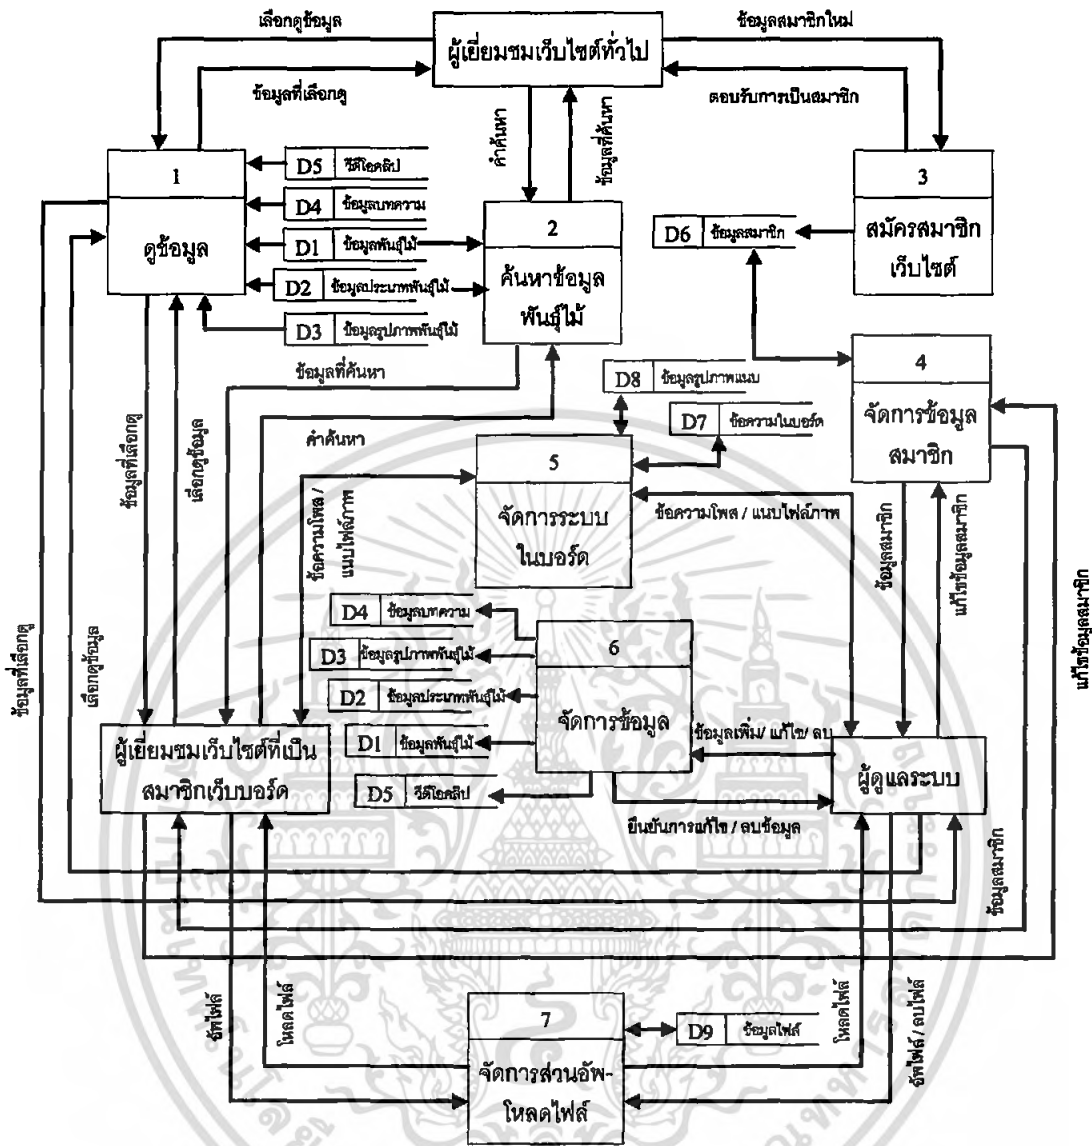 เลือกดูข้อมูล
ผู้เยี่ยมชมเว็บไซต์ทั่วไป
ข้อมูลสมาชิกใหม่
ข้อมูลที่เลือกดู
คำค้นหา
ข้อมูลที่ค้นหา
ตอบรับการเป็นสมาชิก
1
ดูข้อมูล
D5 วีดีโอคลิป
D4 ข้อมูลบทความ
D1 ข้อมูลพันธุ์ไม้
D2 ข้อมูลประเภทพันธุ์ไม้
D3 ข้อมูลรูปภาพพันธุ์ไม้
2
ค้นหาข้อมูล
พันธุ์ไม้
3
สมัครสมาชิก
เว็บไซต์
D6 ข้อมูลสมาชิก
4
จัดการข้อมูล
สมาชิก
ข้อมูลที่ค้นหา
คำค้นหา
D8 ข้อมูลรูปภาพแนบ
D7 ข้อความในบอร์ด
5
จัดการระบบ
ในบอร์ด
ข้อมูลที่เลือกดู
เลือกดูข้อมูล
ข้อความโพส /
แนบไฟล์ภาพ
ข้อความโพส / แนบไฟล์ภาพ
ข้อมูลสมาชิก
แก้ไขข้อมูลสมาชิก
แก้ไขข้อมูลสมาชิก
ข้อมูลที่เลือกดู
เลือกดูข้อมูล
D4 ข้อมูลบทความ
D3 ข้อมูลรูปภาพพันธุ์ไม้
D2 ข้อมูลประเภทพันธุ์ไม้
D1 ข้อมูลพันธุ์ไม้
D5 วีดีโอคลิป
6
จัดการข้อมูล
ข้อมูลเพิ่ม/ แก้ไข/ ลบ
ยืนยันการแก้ไข / ลบข้อมูล
ผู้เยี่ยมชมเว็บไซต์ที่เป็น
สมาชิกเว็บบอร์ด
ผู้ดูแลระบบ
ข้อมูลสมาชิก
อัพไฟล์
โหลดไฟล์
7
จัดการส่วนอัพ-
โหลดไฟล์
D9 ข้อมูลไฟล์
โหลดไฟล์
อัพไฟล์ / ลบไฟล์